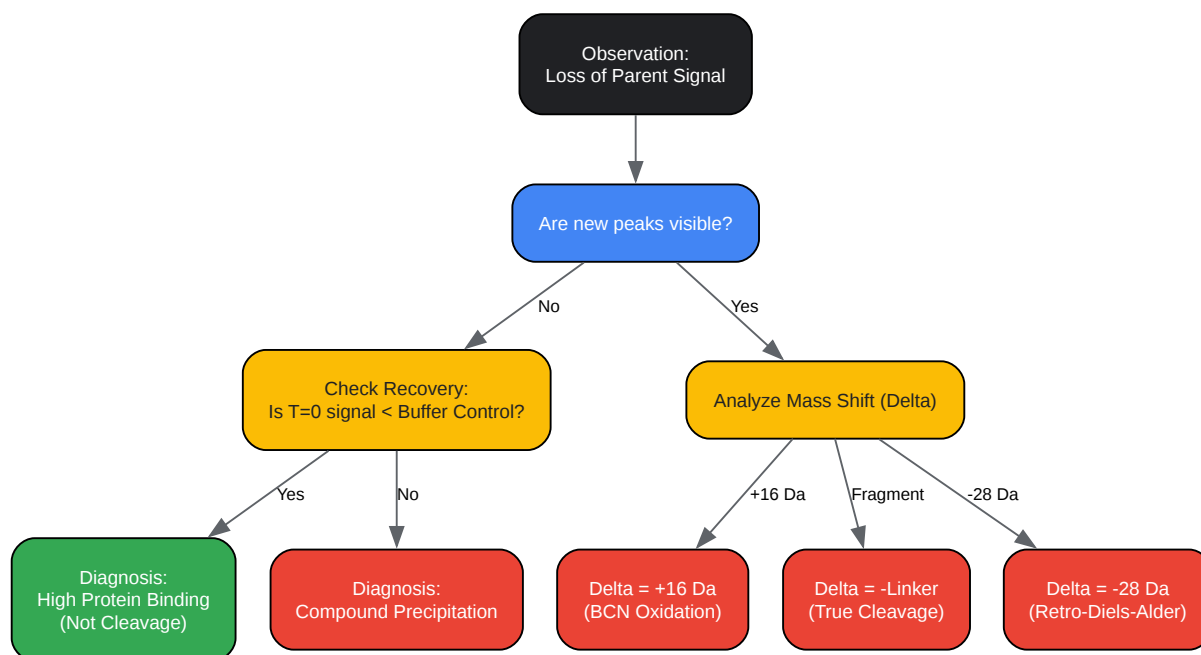 Observation:
Loss of Parent Signal
Are new peaks visible?
No
Yes
Check Recovery:
Is T=0 signal < Buffer Control?
Analyze Mass Shift (Delta)
Yes
No
+16 Da
Fragment
-28 Da
Diagnosis:
High Protein Binding
(Not Cleavage)
Diagnosis:
Compound Precipitation
Delta = +16 Da
(BCN Oxidation)
Delta = -Linker
(True Cleavage)
Delta = -28 Da
(Retro-Diels-Alder)